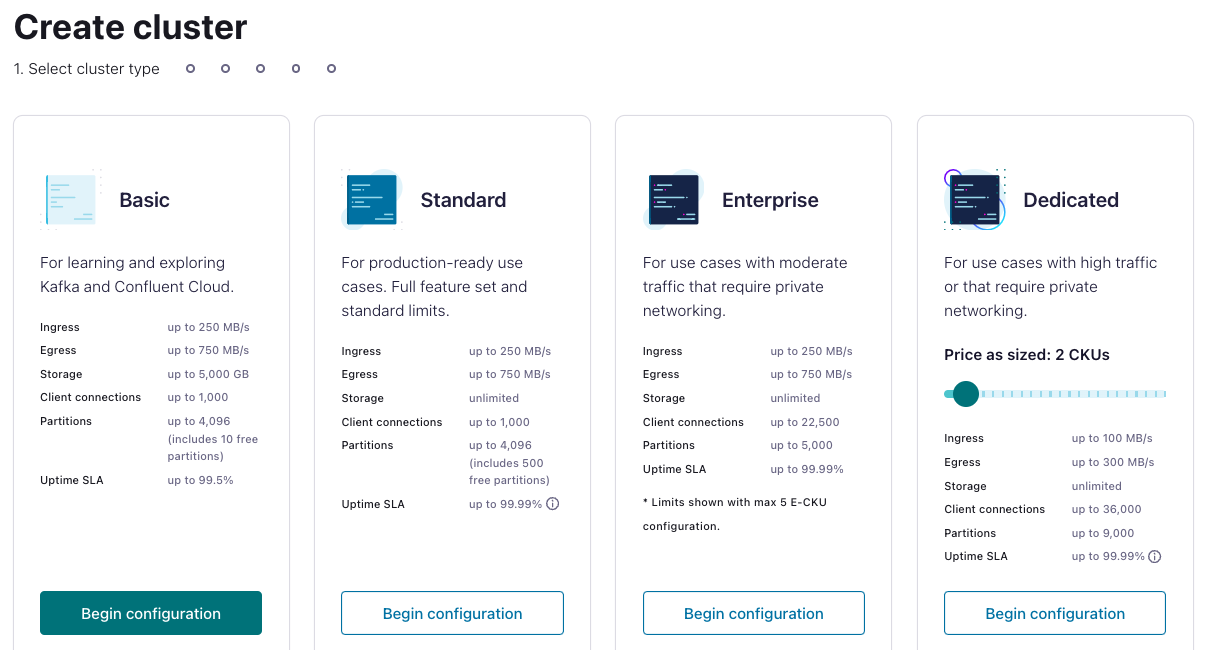 Create cluster
1. Select cluster type
Basic
For learning and exploring
Kafka and Confluent Cloud.
Ingress up to 250 MB/s
Egress up to 750 MB/s
Storage up to 5,000 GB
Client connections up to 1,000
Partitions up to 4,096
(includes 10 free
partitions)
Uptime SLA up to 99.5%
Begin configuration
Standard
For production-ready use
cases. Full feature set and
standard limits.
Ingress up to 250 MB/s
Egress up to 750 MB/s
Storage unlimited
Client connections up to 1,000
Partitions up to 4,096
(includes 500
free partitions)
Uptime SLA up to 99.99%
Begin configuration
Enterprise
For use cases with moderate
traffic that require private
networking.
Ingress up to 250 MB/s
Egress up to 750 MB/s
Storage unlimited
Client connections up to 22,500
Partitions up to 5,000
Uptime SLA up to 99.99%
* Limits shown with max 5 E-CKU
configuration.
Begin configuration
Dedicated
For use cases with high traffic
or that require private
networking.
Price as sized: 2 CKUs
Ingress up to 100 MB/s
Egress up to 300 MB/s
Storage unlimited
Client connections up to 36,000
Partitions up to 9,000
Uptime SLA up to 99.99%
Begin configuration